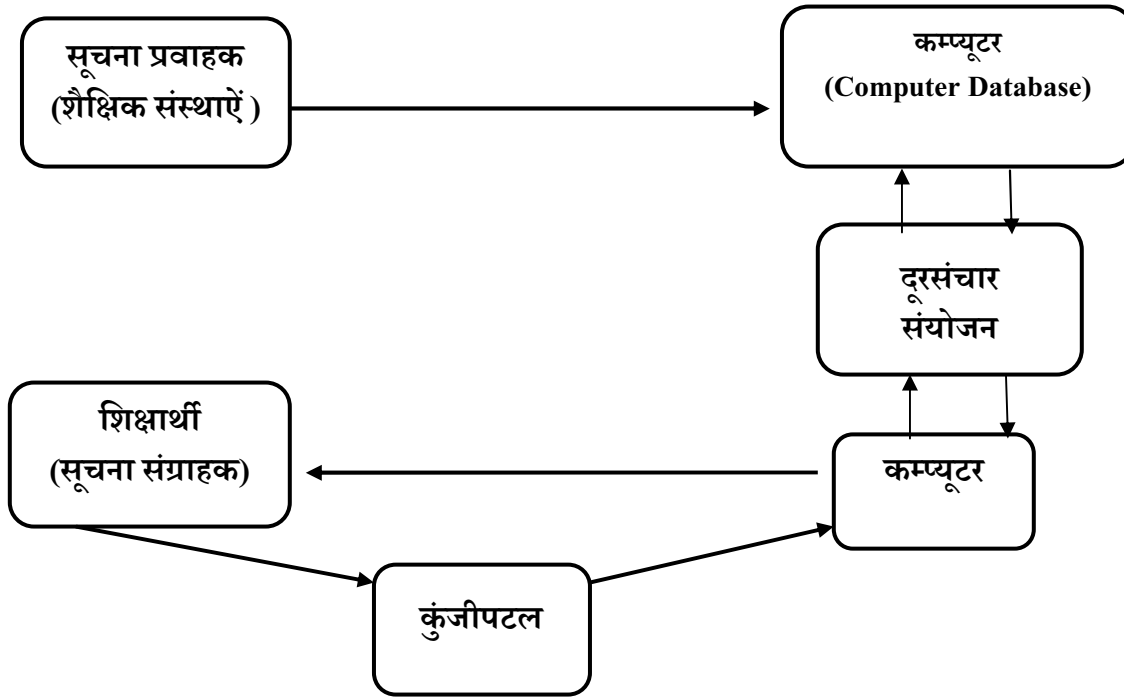 सूचना प्रवाहक
(शैक्षिक संस्थाऐं )
कम्प्यूटर
(Computer Database)
दूरसंचार
संयोजन
शिक्षार्थी
(सूचना संग्राहक)
कम्प्यूटर
कुंजीपटल